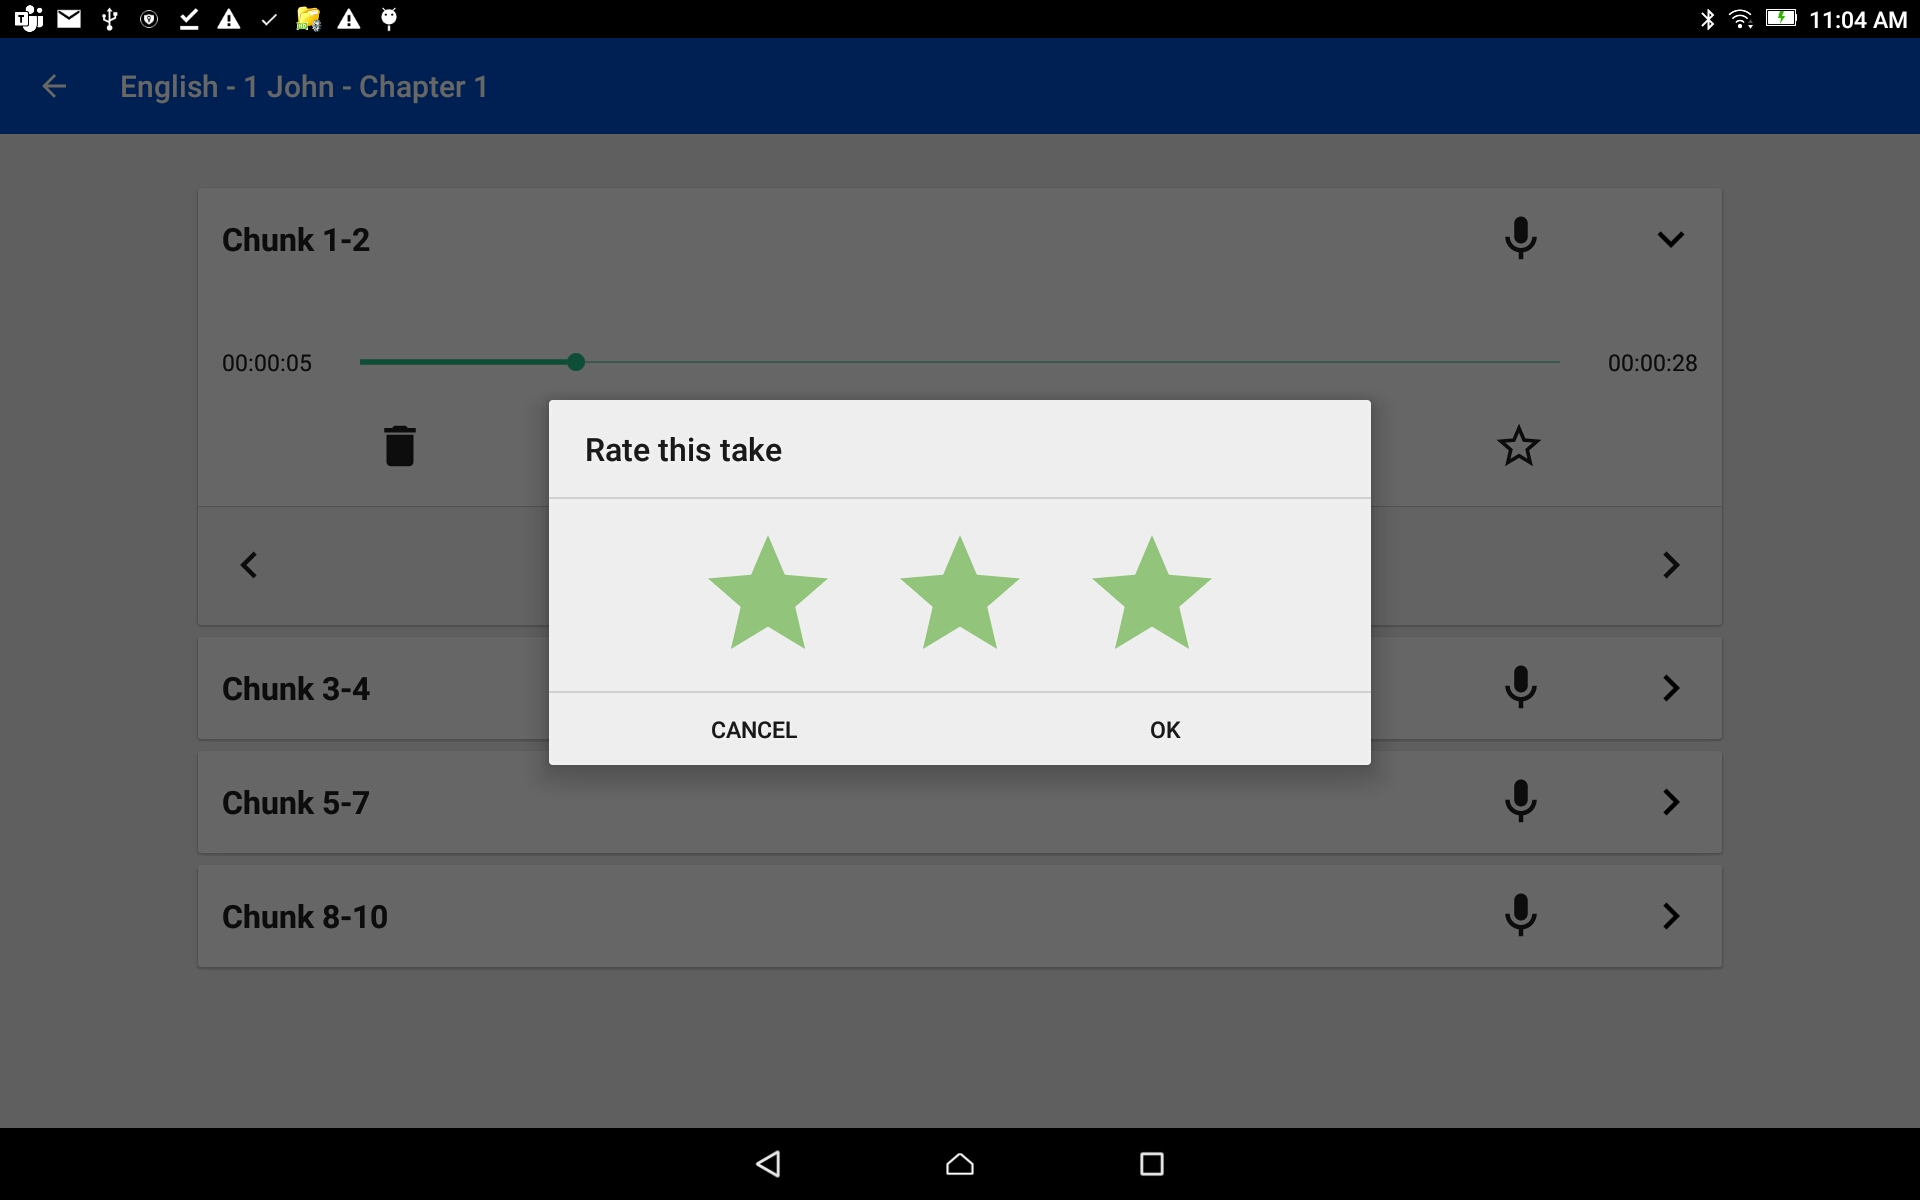 11:04 AM
English - 1 John - Chapter 1
Chunk 1-2
00:00:05
00:00:28
Rate this take
CANCEL
OK
Chunk 3-4
Chunk 5-7
Chunk 8-10